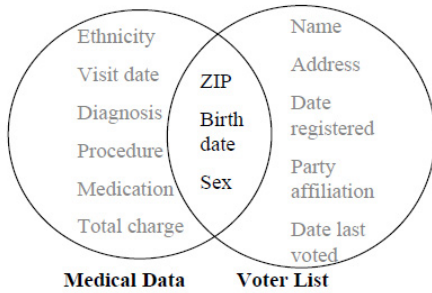 Ethnicity
Visit date
Diagnosis
Procedure
Medication
Total charge
ZIP
Birth
date
Sex
Name
Address
Date
registered
Party
affiliation
Date last
voted
Medical Data
Voter List